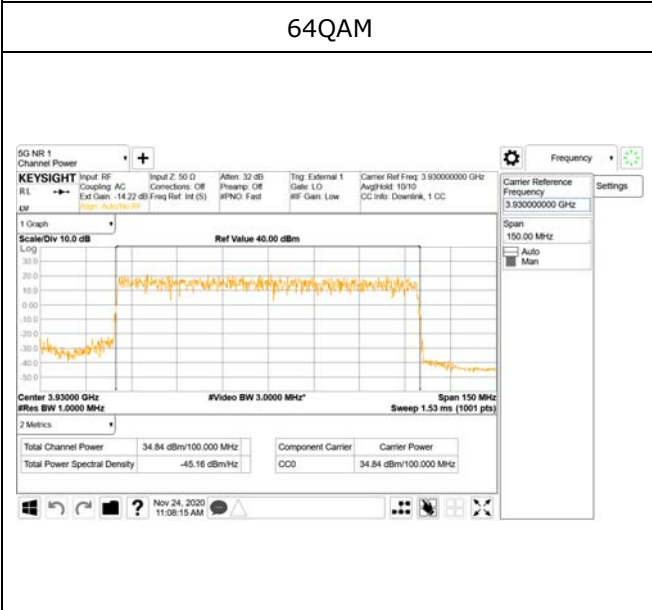 64QAM
5G NR 1
Channel Power
Frequency
KEYSIGHT
Input: RF
Input Z: 50 Ω
Atten: 32 dB
Trig: External 1
Carrier Ref Freq: 3.930000000 GHz
RL
Coupling: AC
Corrections: Off
Preamp: Off
Gate: LO
Avg|Hold: 10/10
Ext Gain: -14.22 dB
Freq Ref: Int (S)
#PNO: Fast
#IF Gain: Low
CC Info: Downlink, 1 CC
Align: Auto/No RF
Carrier Reference Frequency
Settings
3.930000000 GHz
Span
150.00 MHz
Auto
Man
1 Graph
Scale/Div 10.0 dB
Ref Value 40.00 dBm
Log
30.0
20.0
10.0
0.00
-10.0
-20.0
-30.0
-40.0
-50.0
Center 3.93000 GHz
#Video BW 3.0000 MHz*
Span 150 MHz
#Res BW 1.0000 MHz
Sweep 1.53 ms (1001 pts)
2 Metrics
Total Channel Power
34.84 dBm/100.000 MHz
Component Carrier
Carrier Power
Total Power Spectral Density
-45.16 dBm/Hz
CC0
34.84 dBm/100.000 MHz
?
Nov 24, 2020
11:08:15 AM